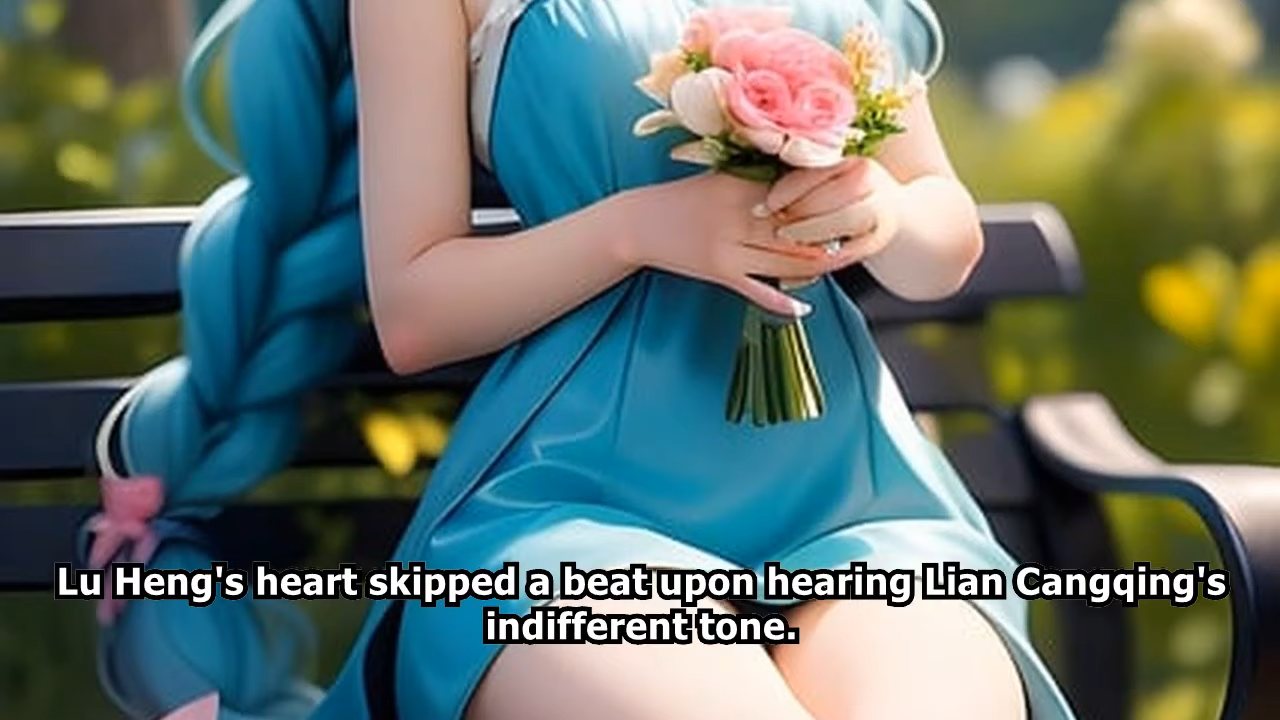 Lu Heng's heart skipped a beat upon hearing Lian Cangqing's
indifferent tone.